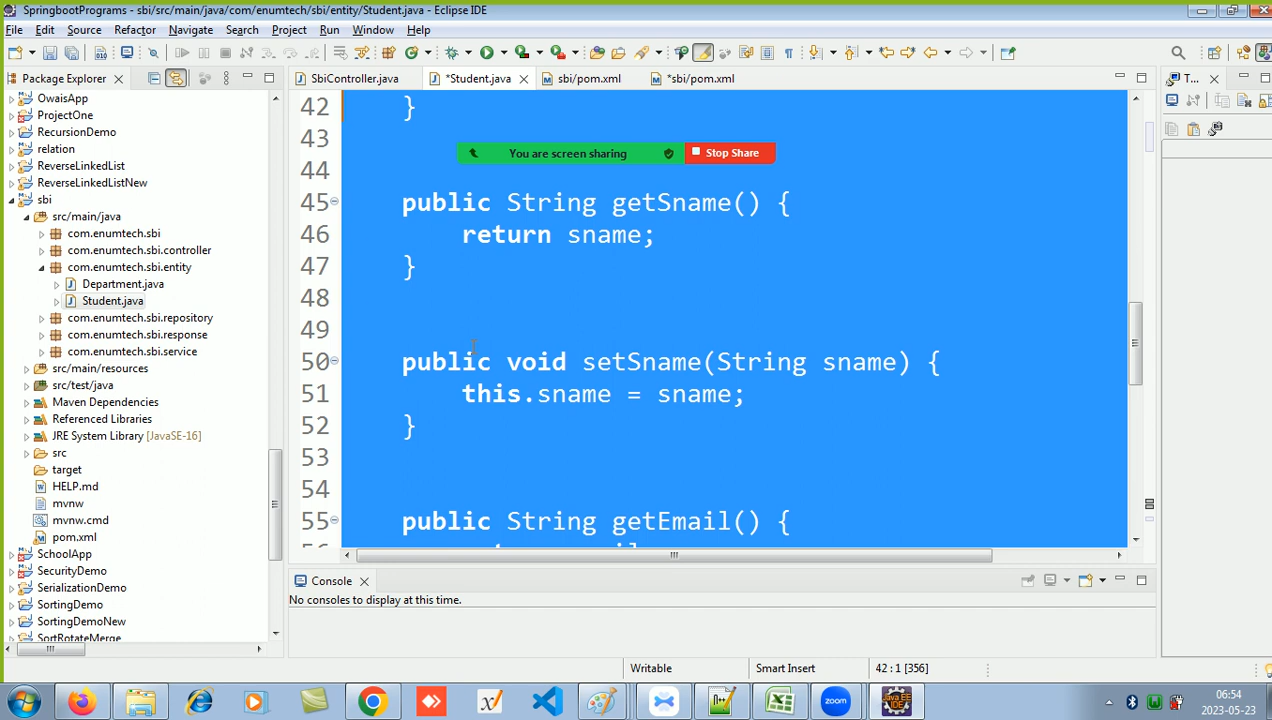 SpringbootPrograms - sbi/src/main/java/com/enumtech/sbi/entity/Student.java - Eclipse IDE
File Edit Source Refactor Navigate Search Project Run Window Help
Package Explorer
SbiController.java
*Student.java
sbi/pom.xml
*sbi/pom.xml
T...
OwaisApp
ProjectOne
RecursionDemo
relation
ReverseLinkedList
ReverseLinkedListNew
sbi
src/main/java
com.enumtech.sbi
com.enumtech.sbi.controller
com.enumtech.sbi.entity
Department.java
Student.java
com.enumtech.sbi.repository
com.enumtech.sbi.response
com.enumtech.sbi.service
src/main/resources
src/test/java
Maven Dependencies
Referenced Libraries
JRE System Library [JavaSE-16]
src
target
HELP.md
mvnw
mvnw.cmd
pom.xml
SchoolApp
SecurityDemo
SerializationDemo
SortingDemo
SortingDemoNew
SortRotateMerge
42 }
43
You are screen sharing Stop Share
44
45 public String getSname() {
46 return sname;
47 }
48
49
50 public void setSname(String sname) {
51 this.sname = sname;
52 }
53
54
55 public String getEmail() {
Console
No consoles to display at this time.
Writable Smart Insert 42 : 1 [356]
zoom
Java EE
IDE
06:54
2023-05-23